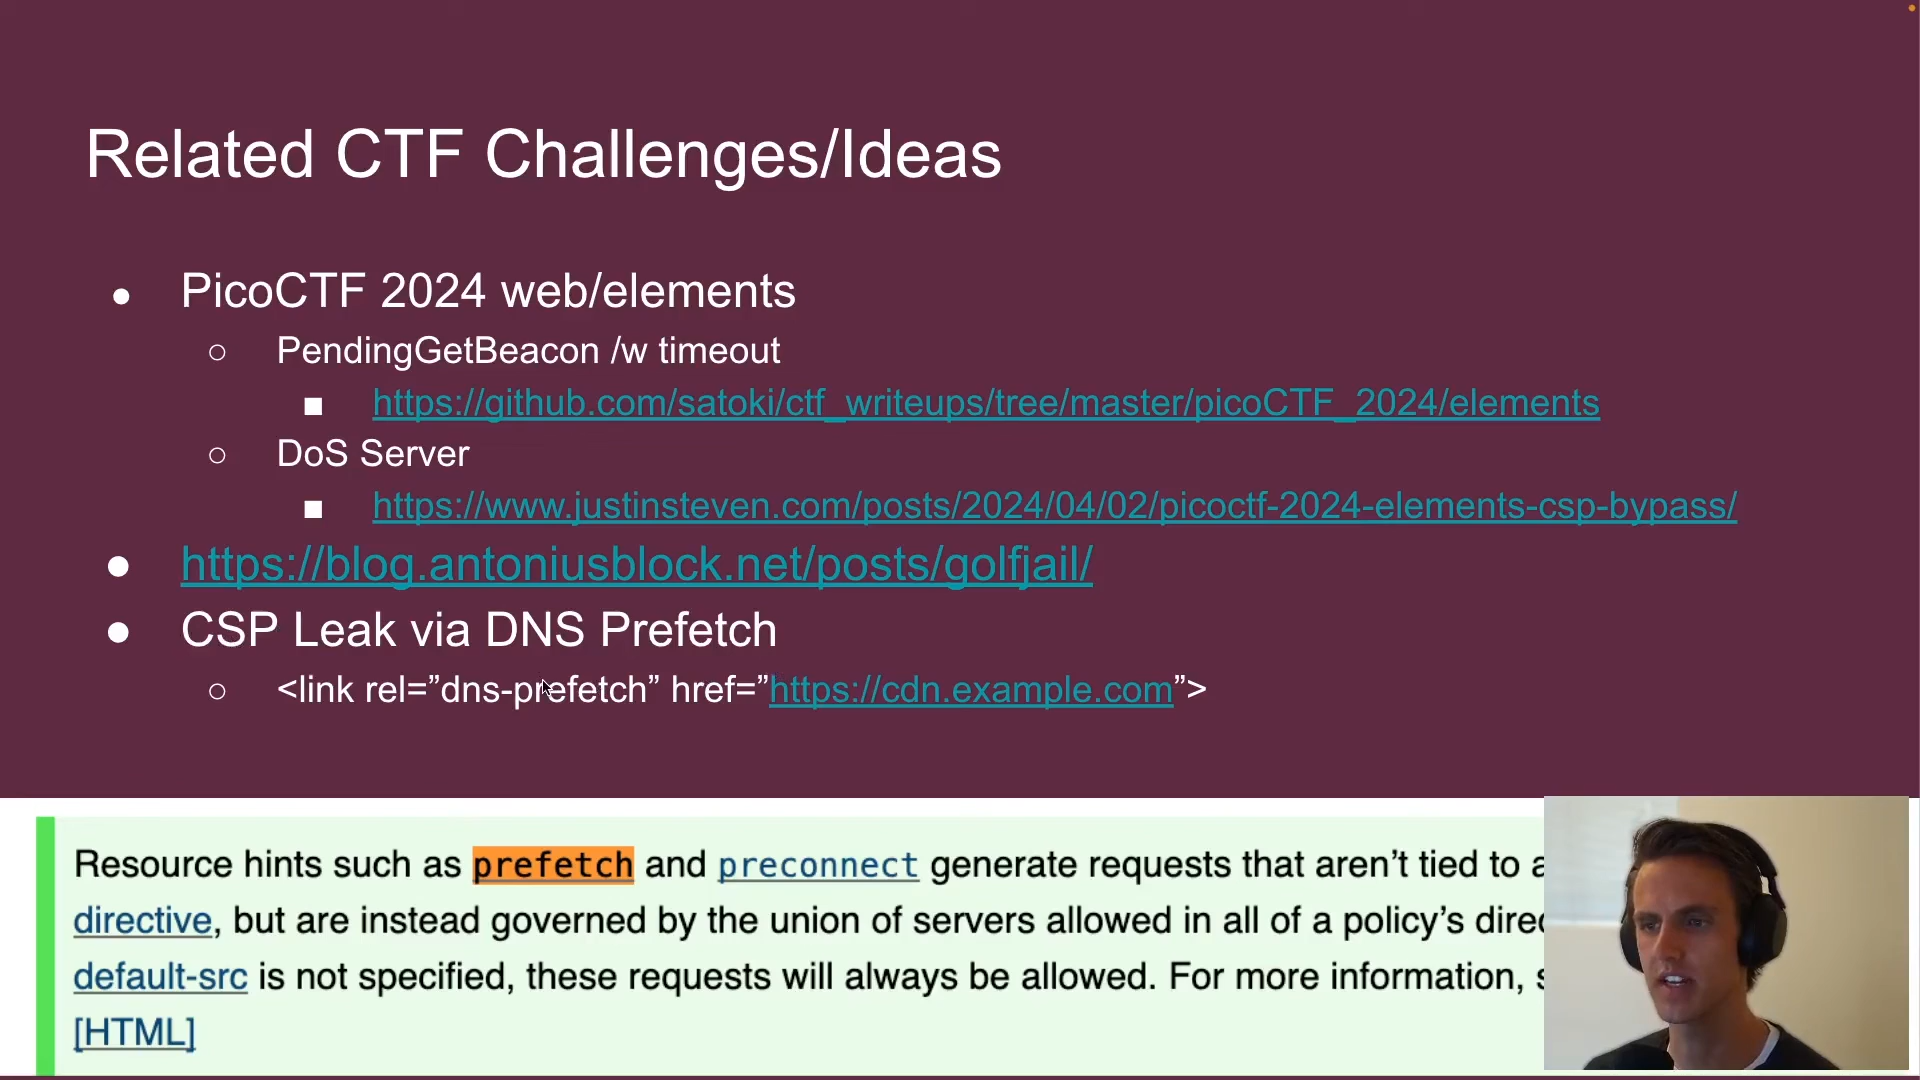 Related CTF Challenges/Ideas
PicoCTF 2024 web/elements
PendingGetBeacon /w timeout
https://github.com/satoki/ctf_writeups/tree/master/picoCTF_2024/elements
DoS Server
https://www.justinsteven.com/posts/2024/04/02/picoctf-2024-elements-csp-bypass/
https://blog.antoniusblock.net/posts/golfjail/
CSP Leak via DNS Prefetch
<link rel=”dns-prefetch” href=”https://cdn.example.com”>
Resource hints such as prefetch and preconnect generate requests that aren’t tied to
directive, but are instead governed by the union of servers allowed in all of a policy’s
default-src is not specified, these requests will always be allowed. For more information,
[HTML]